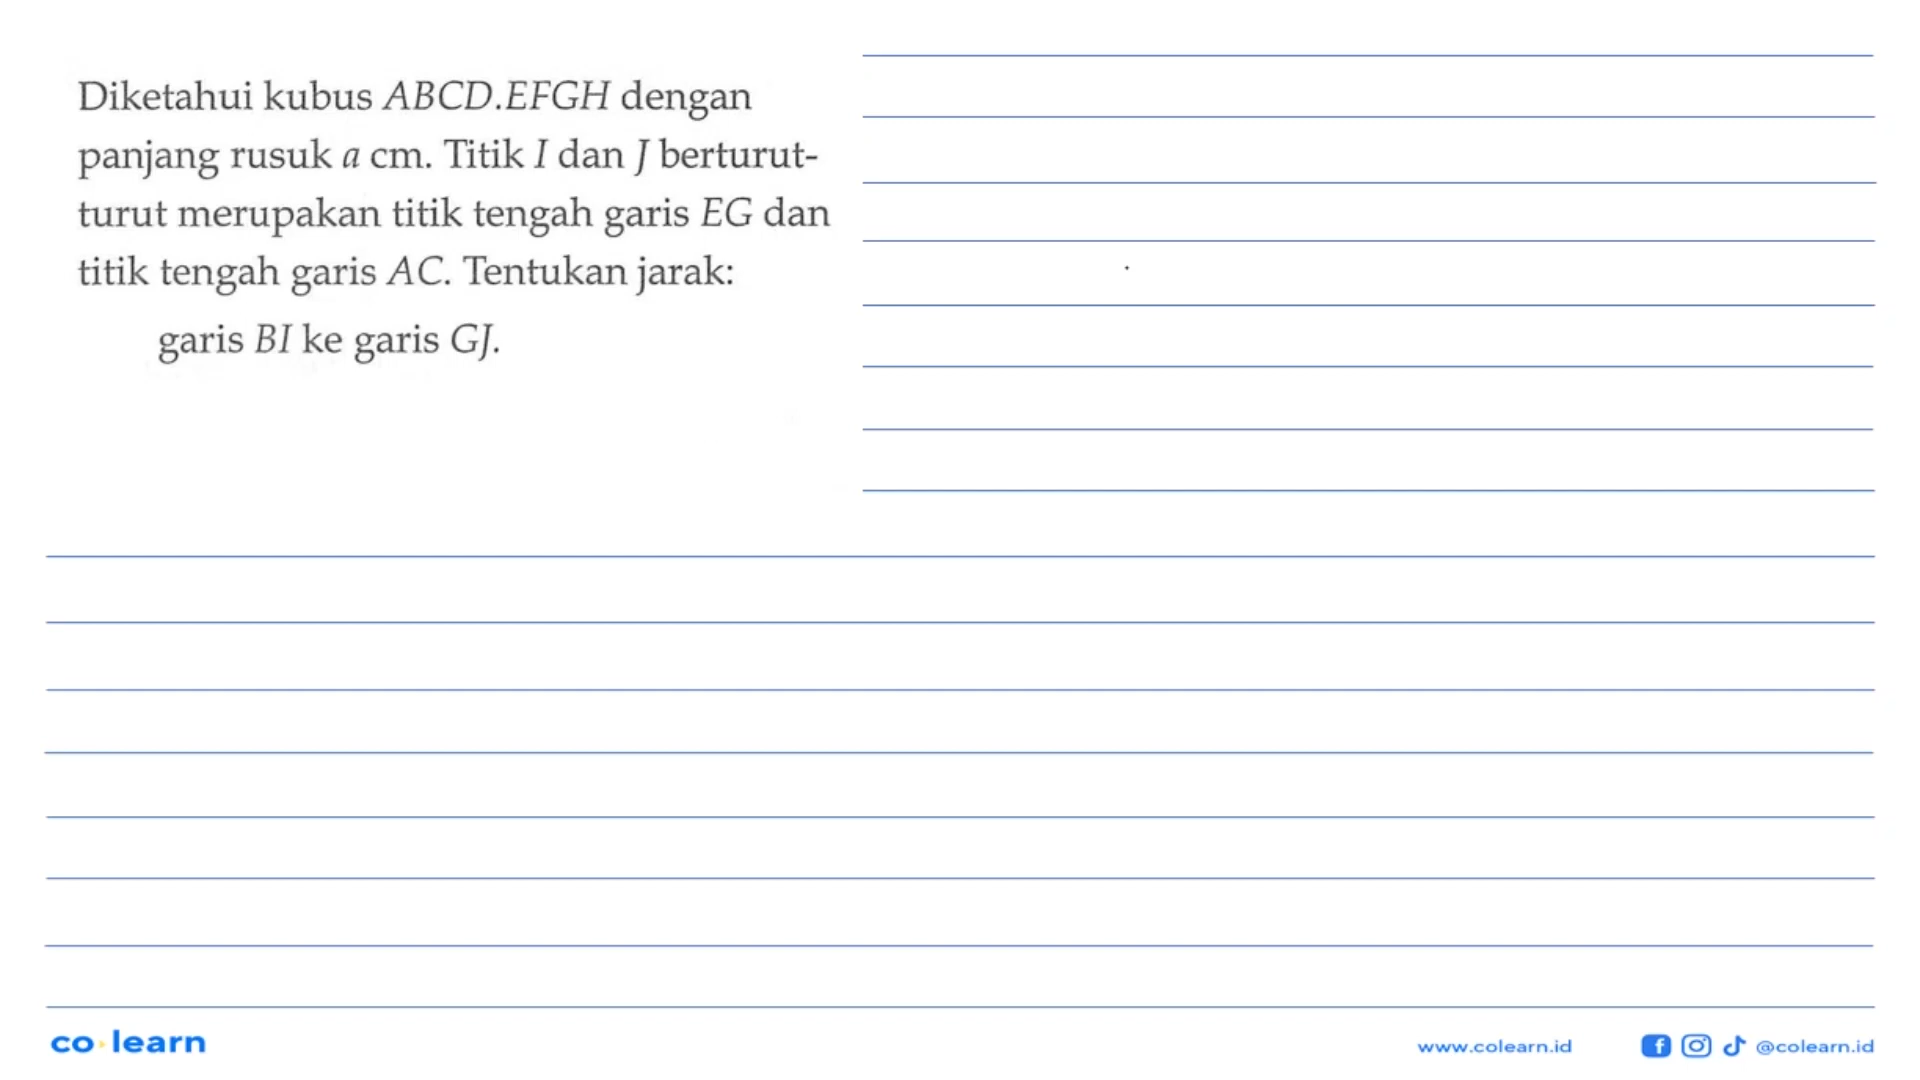 Diketahui kubus ABCD.EFGH dengan
panjang rusuk a cm. Titik I dan J berturut-
turut merupakan titik tengah garis EG dan
titik tengah garis AC. Tentukan jarak:
garis BI ke garis GJ.
co learn
www.colearn.id
@colearn.id